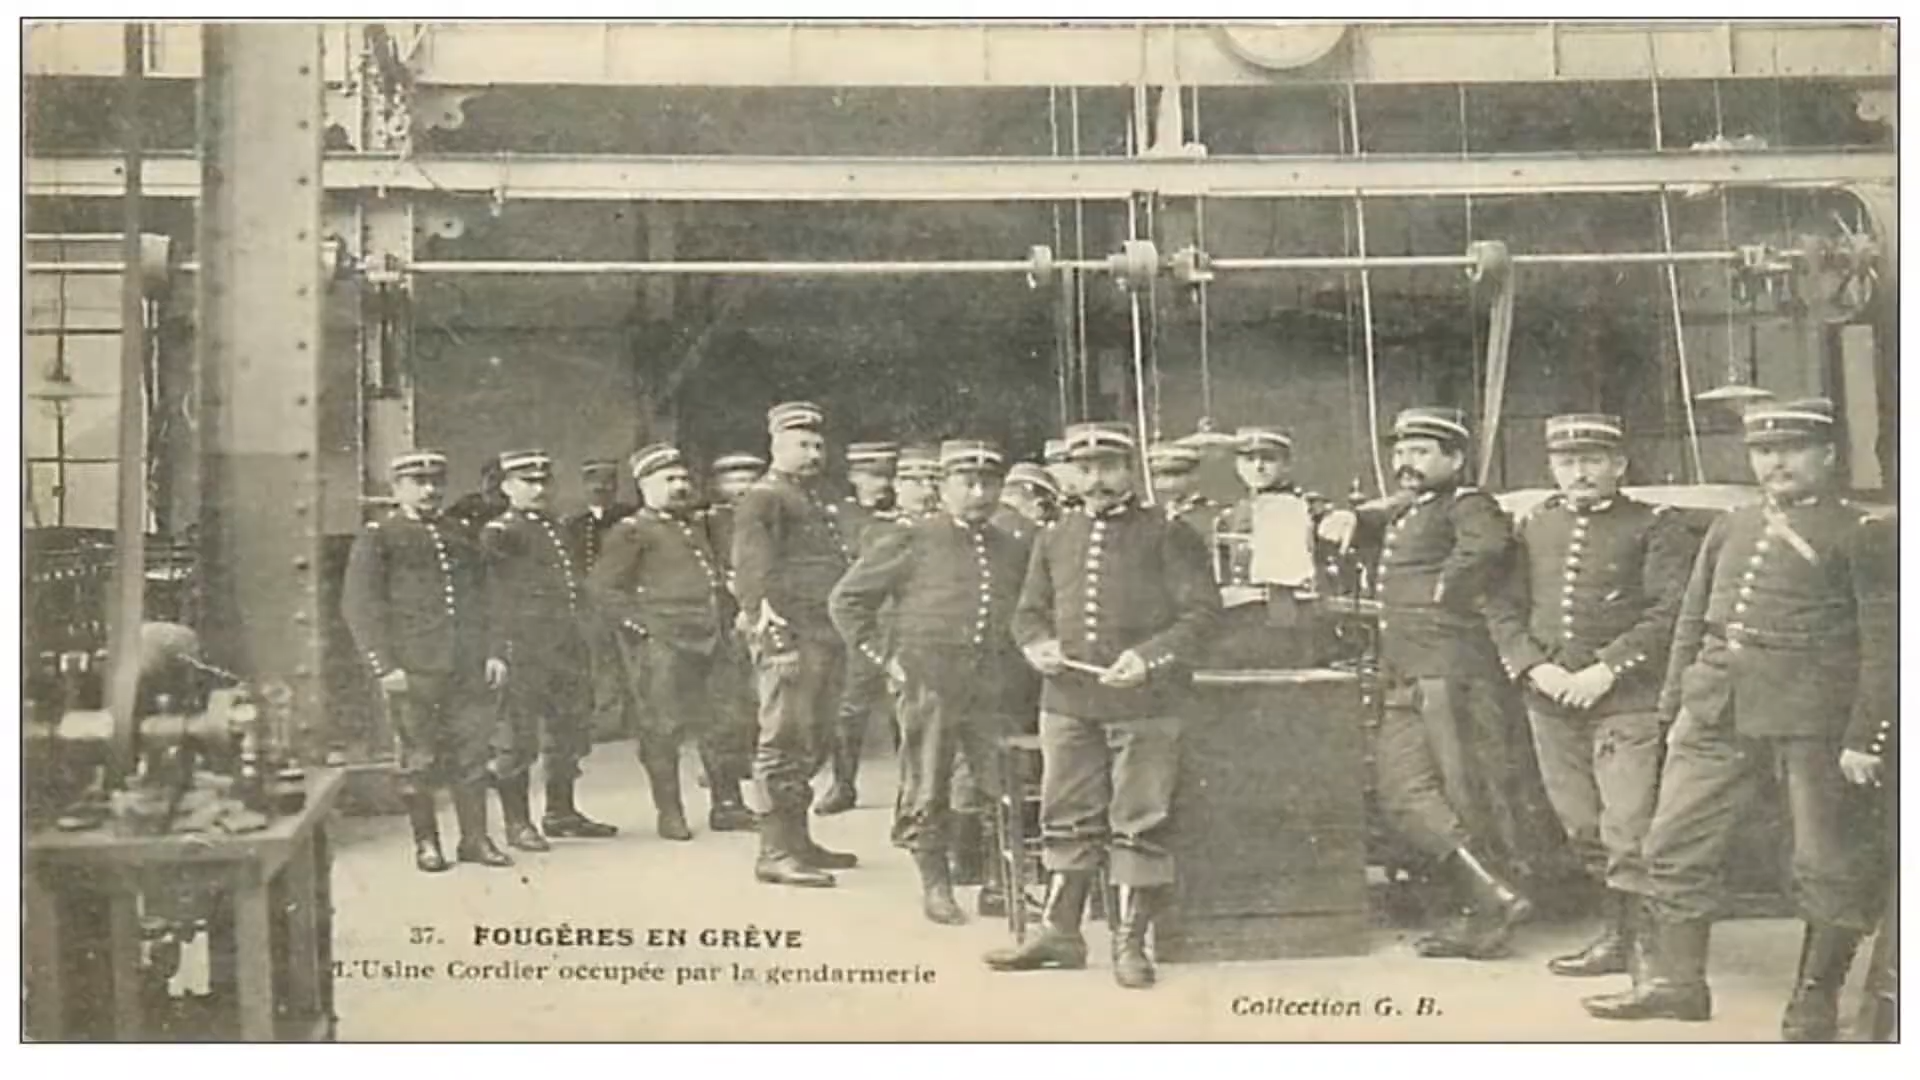 37. FOUGÈRES EN GRÈVE
L'Usine Cordier occupée par la gendarmerie
Collection G. B.